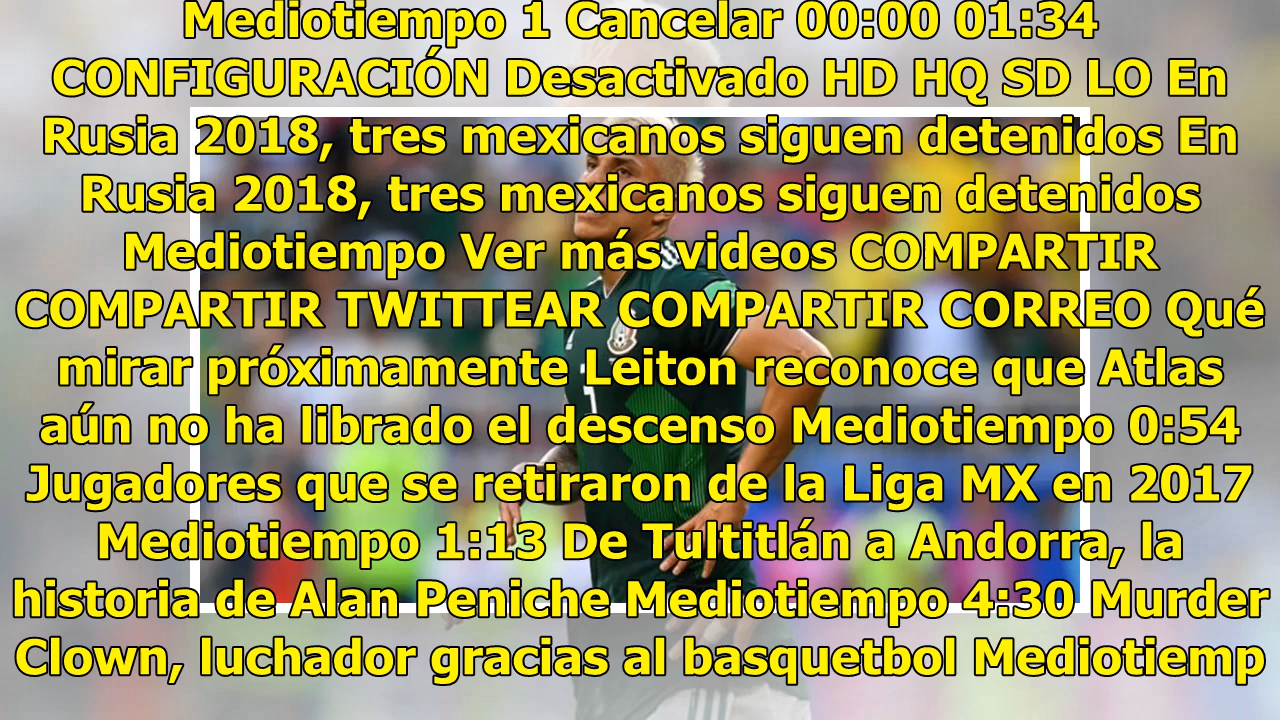 Mediotiempo 1 Cancelar 00:00 01:34
CONFIGURACIÓN Desactivado HD HQ SD LO En
Rusia 2018, tres mexicanos siguen detenidos En
Rusia 2018, tres mexicanos siguen detenidos
Mediotiempo Ver más videos COMPARTIR
COMPARTIR TWITTEAR COMPARTIR CORREO Qué
mirar próximamente Leiton reconoce que Atlas
aún no ha librado el descenso Mediotiempo 0:54
Jugadores que se retiraron de la Liga MX en 2017
Mediotiempo 1:13 De Tultitlán a Andorra, la
historia de Alan Peniche Mediotiempo 4:30 Murder
Clown, luchador gracias al basquetbol Mediotiemp